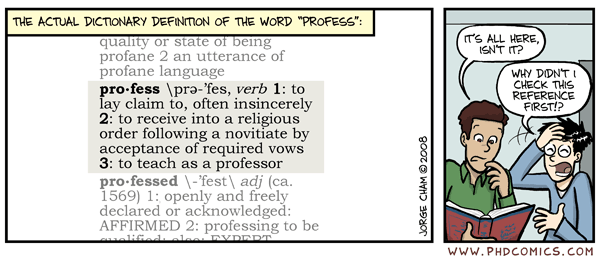 THE ACTUAL DICTIONARY DEFINITION OF THE WORD "PROFESS":
quality or state of being
profane 2 an utterance of
profane language
pro·fess \prə-'fes, verb 1: to
lay claim to, often insincerely
2: to receive into a religious
order following a novitiate by
acceptance of required vows
3: to teach as a professor
pro·fessed \-'fest\ adj (ca.
1569) 1: openly and freely
declared or acknowledged:
AFFIRMED 2: professing to be
qualified; also: EXPERT
JORGE CHAM © 2008
IT'S ALL HERE,
ISN'T IT?
WHY DIDN'T I
CHECK THIS
REFERENCE
FIRST!?
WWW.PHDCOMICS.COM